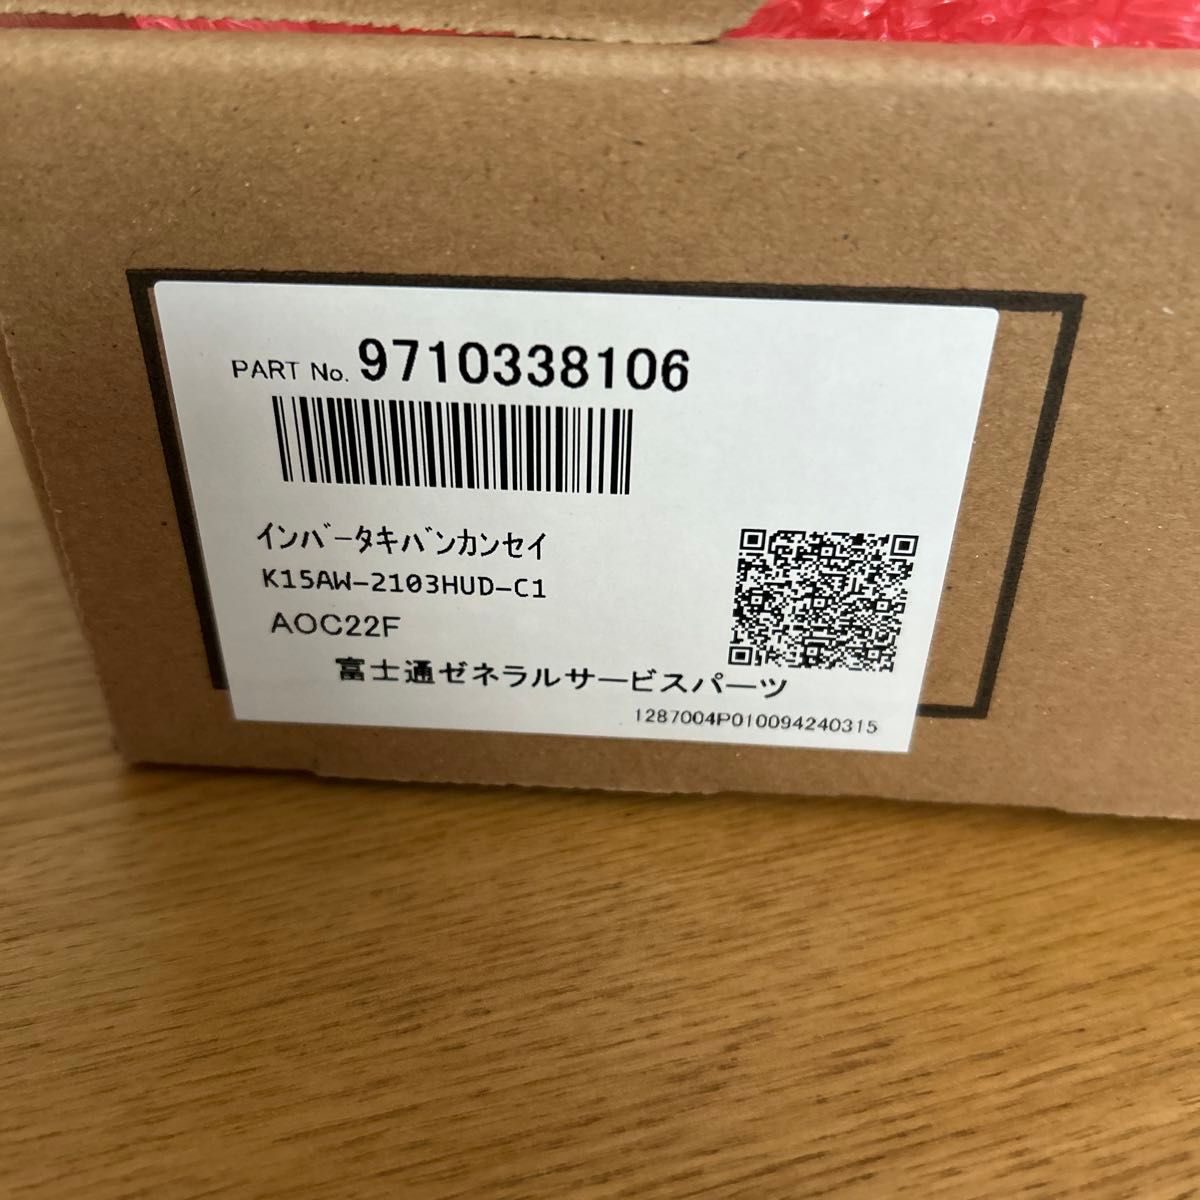 PART No. 9710338106
インバータキバンカンセイ
K15AW-2103HUD-C1
AOC22F
富士通ゼネラルサービスパーツ
1287004P010094240315